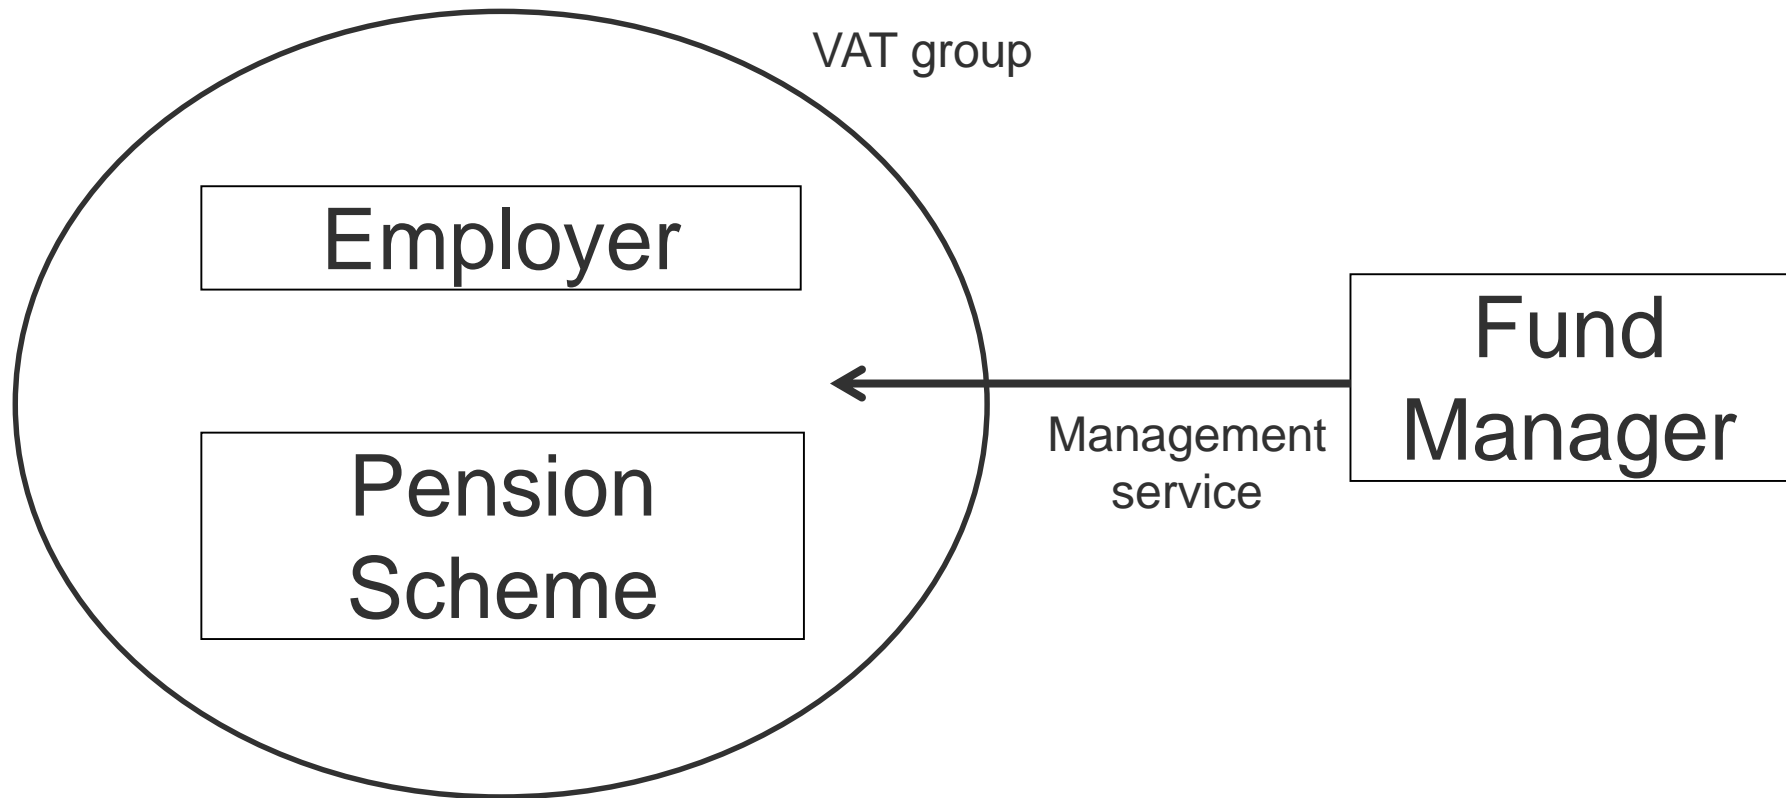 VAT group
Employer
Fund
Manager
Management
service
Pension
Scheme